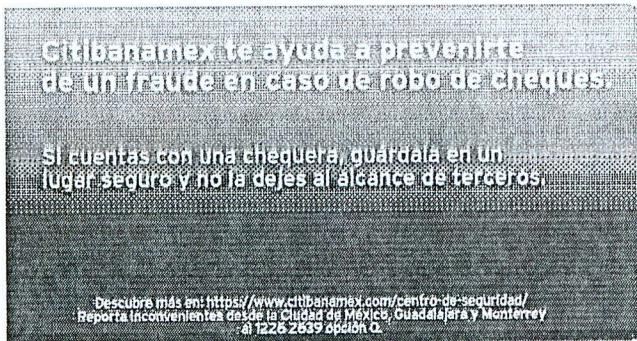 Citibanamex te ayuda a prevenirte
de un fraude en caso de robo de cheques.
Si cuentas con una chequera, guárdala en un
lugar seguro y no la dejes al alcance de terceros.
Descubre más en: https://www.citibanamex.com/centro-de-seguridad/
Reporta inconvenientes desde la Ciudad de México, Guadalajara y Monterrey
al 1226 2639 opción 0.